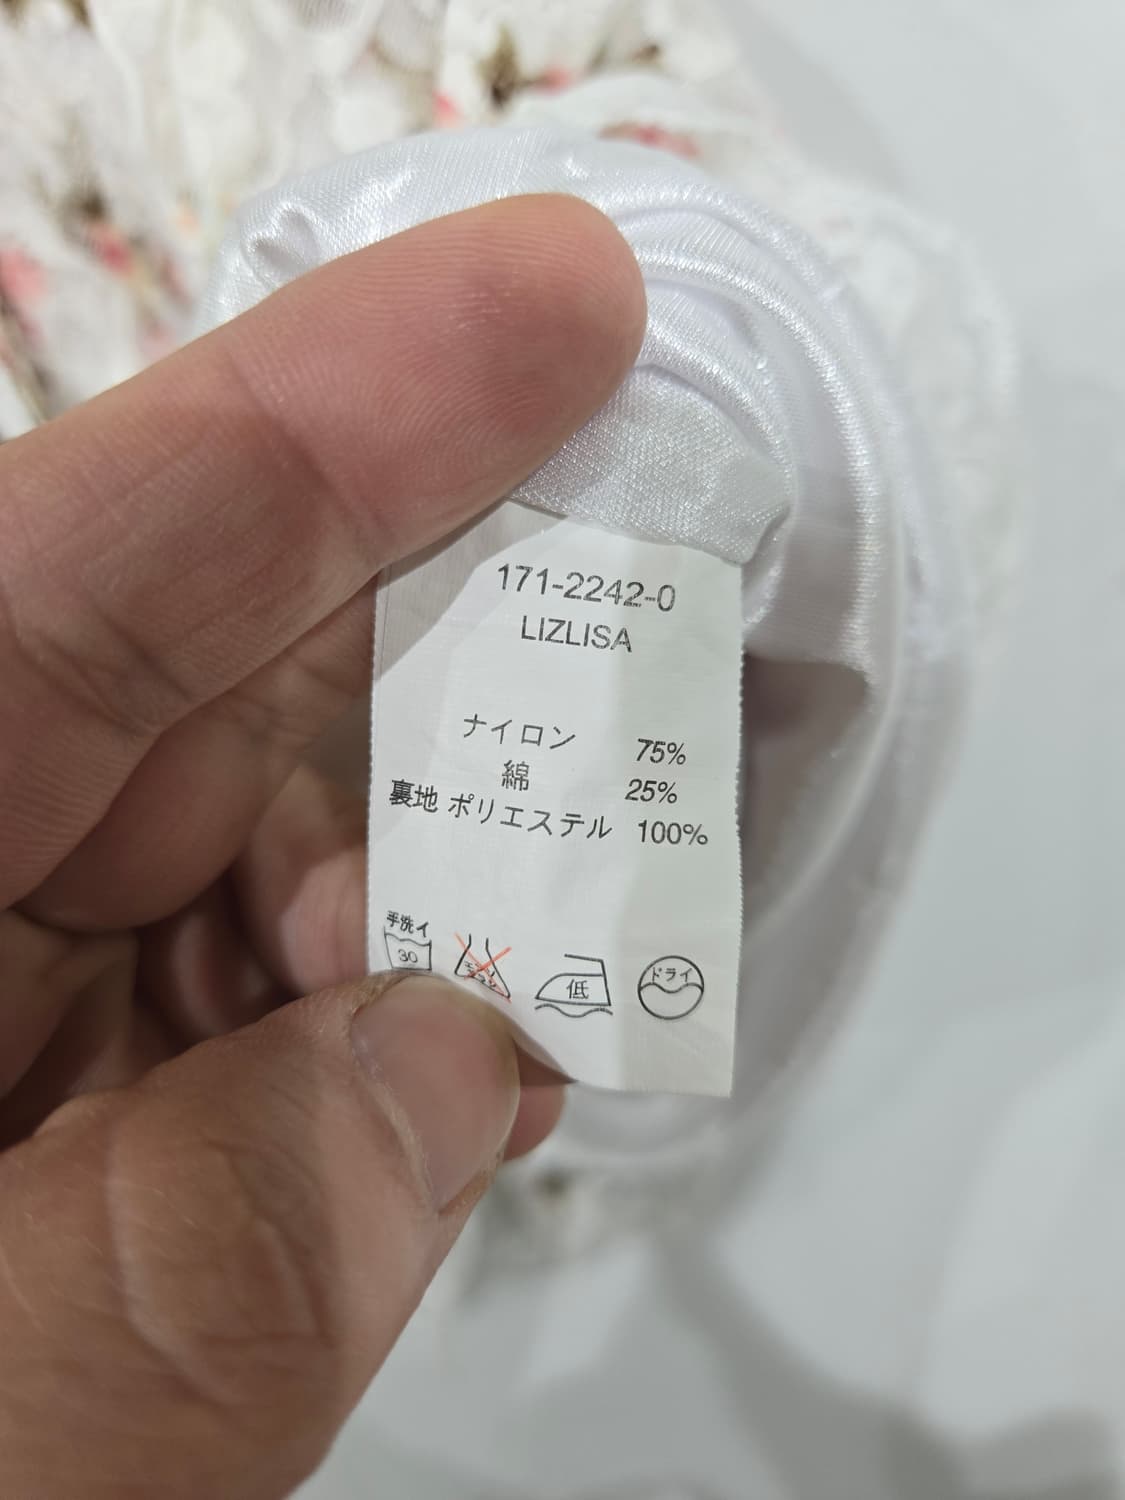 171-2242-0
LIZLISA
ナイロン 75%
綿 25%
裏地 ポリエステル 100%
手洗イ
30
低
ドライ